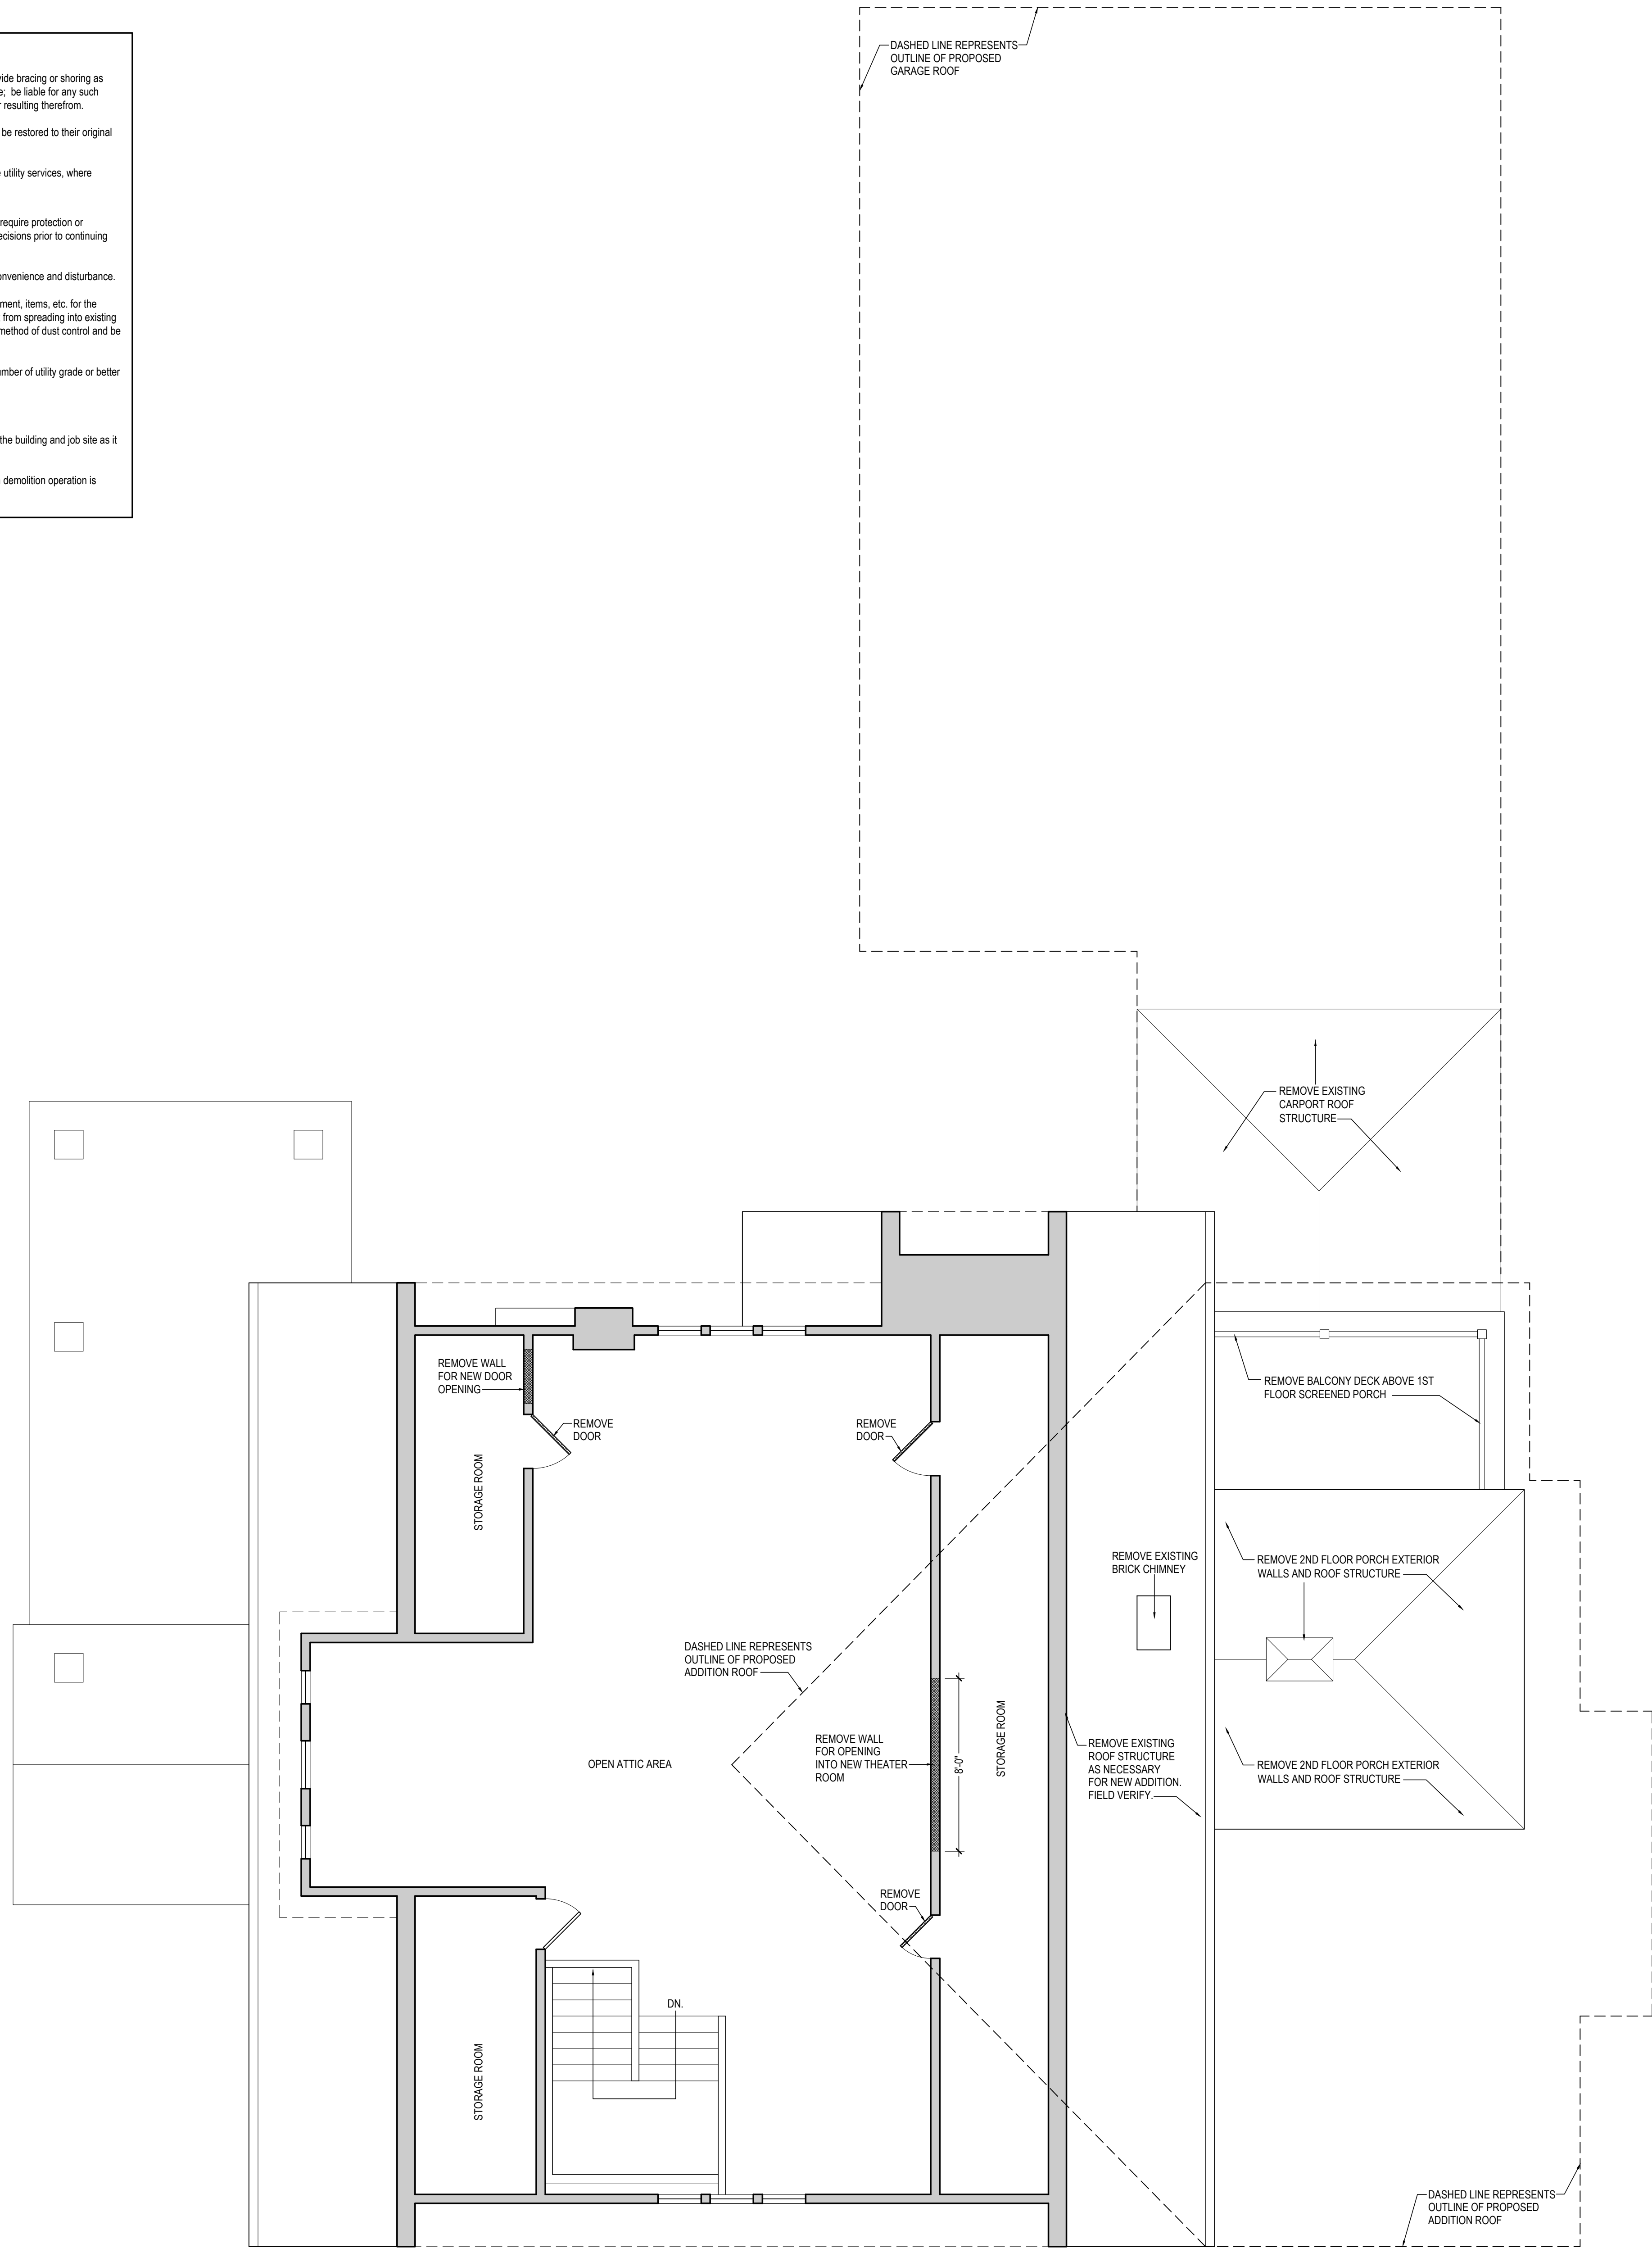 vide bracing or shoring as
e; be liable for any such
r resulting therefrom.
be restored to their original
utility services, where
require protection or
ecisions prior to continuing
onvenience and disturbance.
ment, items, etc. for the
from spreading into existing
method of dust control and be
umber of utility grade or better
the building and job site as it
demolition operation is
DASHED LINE REPRESENTS
OUTLINE OF PROPOSED
GARAGE ROOF
REMOVE EXISTING
CARPORT ROOF
STRUCTURE
REMOVE WALL
FOR NEW DOOR
OPENING
REMOVE
DOOR
REMOVE
DOOR
REMOVE BALCONY DECK ABOVE 1ST
FLOOR SCREENED PORCH
STORAGE ROOM
REMOVE EXISTING
BRICK CHIMNEY
REMOVE 2ND FLOOR PORCH EXTERIOR
WALLS AND ROOF STRUCTURE
DASHED LINE REPRESENTS
OUTLINE OF PROPOSED
ADDITION ROOF
STORAGE ROOM
OPEN ATTIC AREA
REMOVE WALL
FOR OPENING
INTO NEW THEATER
ROOM
8'-0"
REMOVE EXISTING
ROOF STRUCTURE
AS NECESSARY
FOR NEW ADDITION.
FIELD VERIFY.
REMOVE 2ND FLOOR PORCH EXTERIOR
WALLS AND ROOF STRUCTURE
REMOVE
DOOR
DN.
STORAGE ROOM
DASHED LINE REPRESENTS
OUTLINE OF PROPOSED
ADDITION ROOF